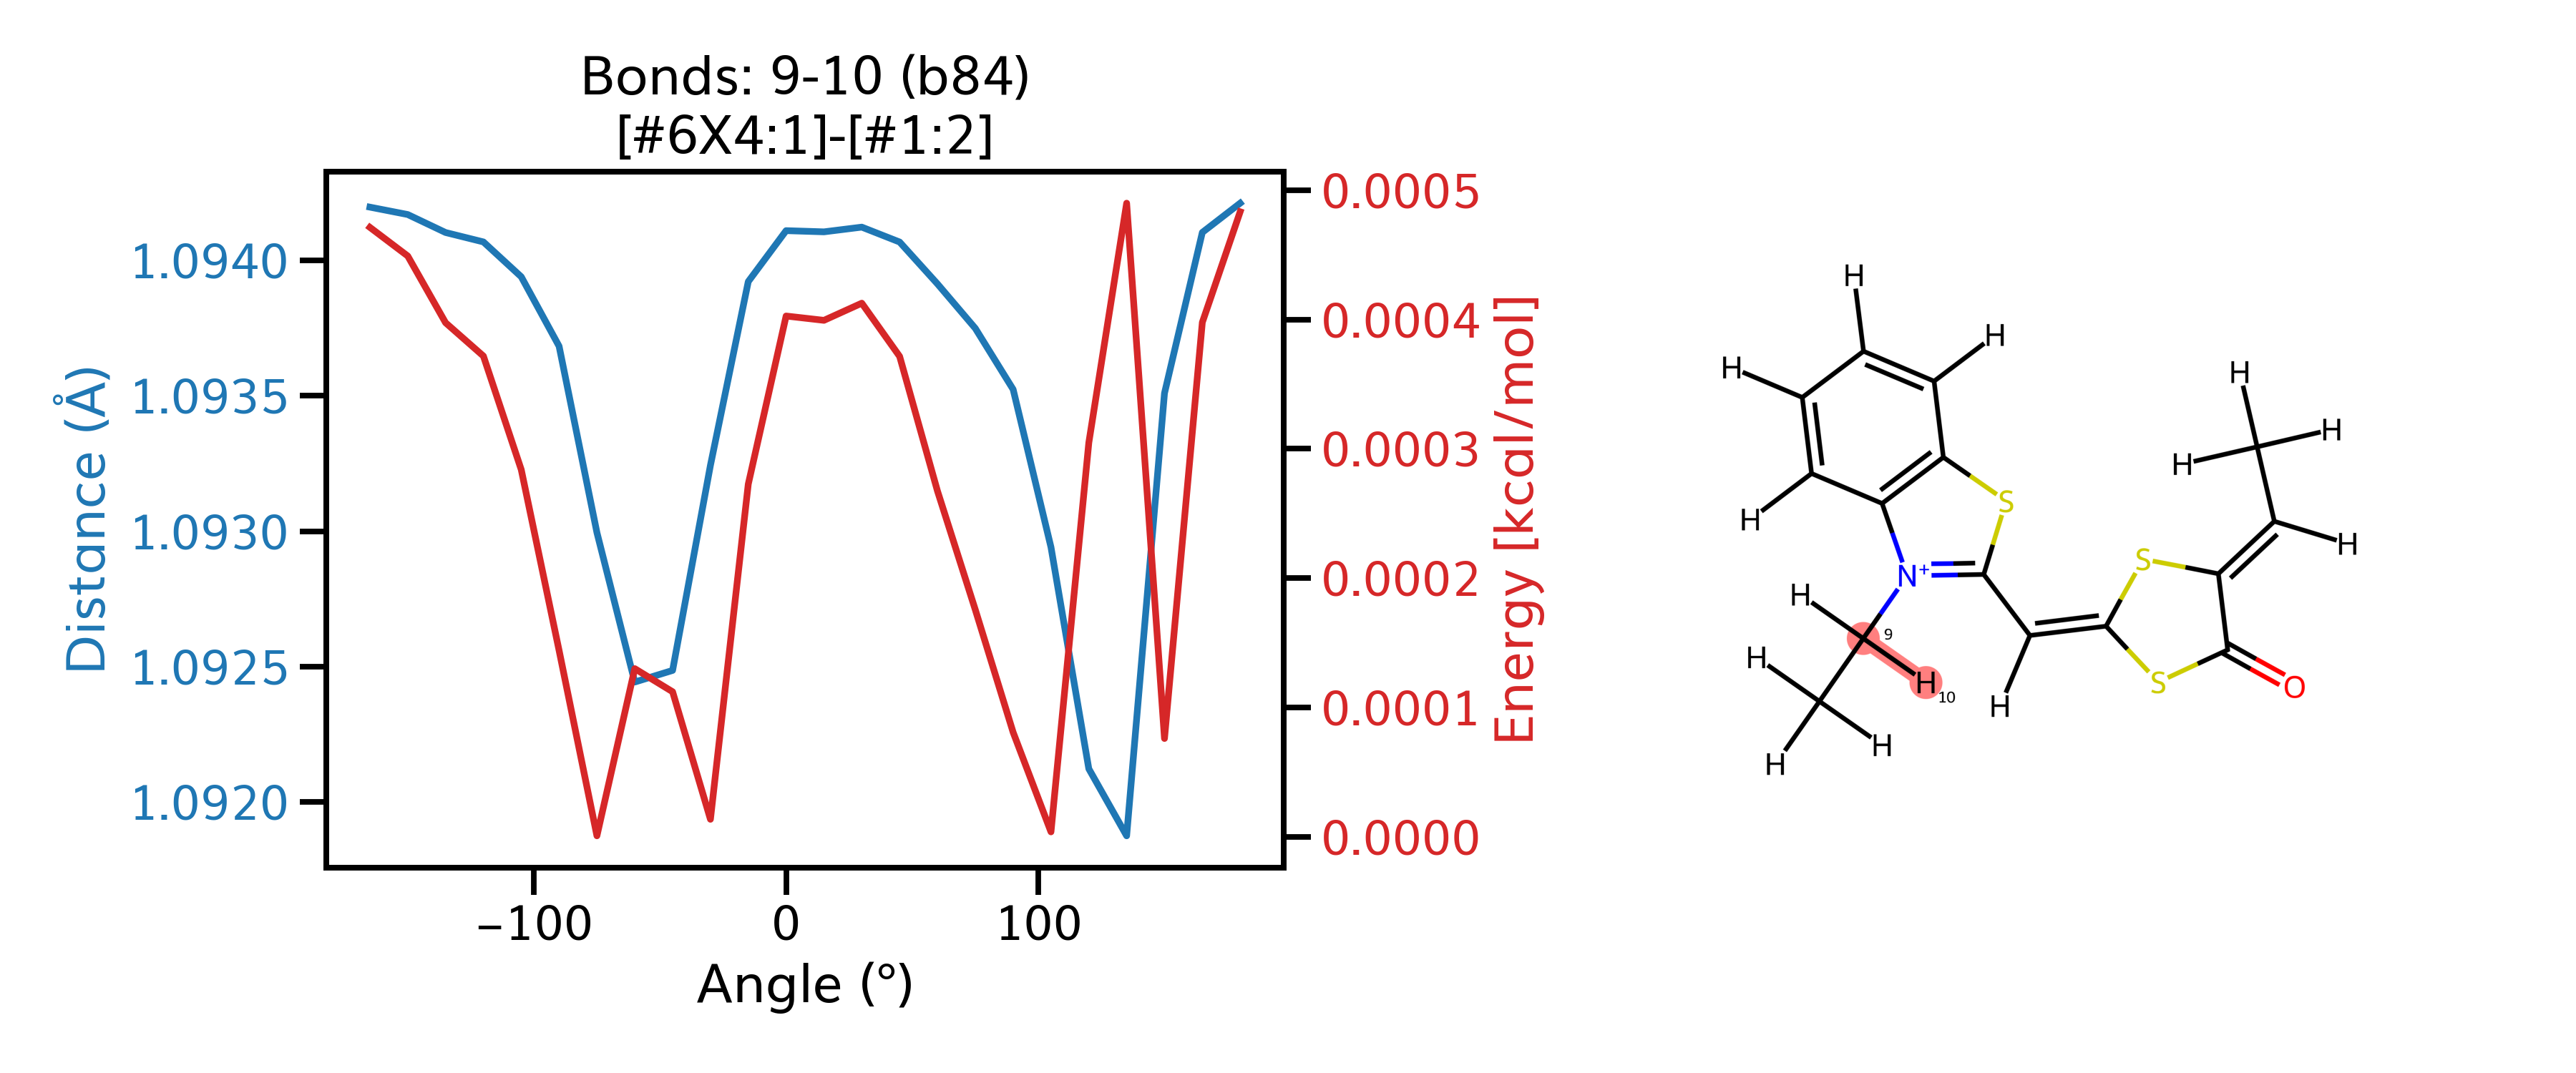 Bonds: 9-10 (b84)
[#6X4:1]-[#1:2]
Distance (Å)
1.0940
1.0935
1.0930
1.0925
1.0920
0.0005
0.0004
0.0003
0.0002
0.0001
0.0000
Energy [kcal/mol]
−100
0
100
Angle (°)
H
H
H
H
H
H
H
S
H
S
H
N+
H
9
H
H
10
S
O
H
H
H